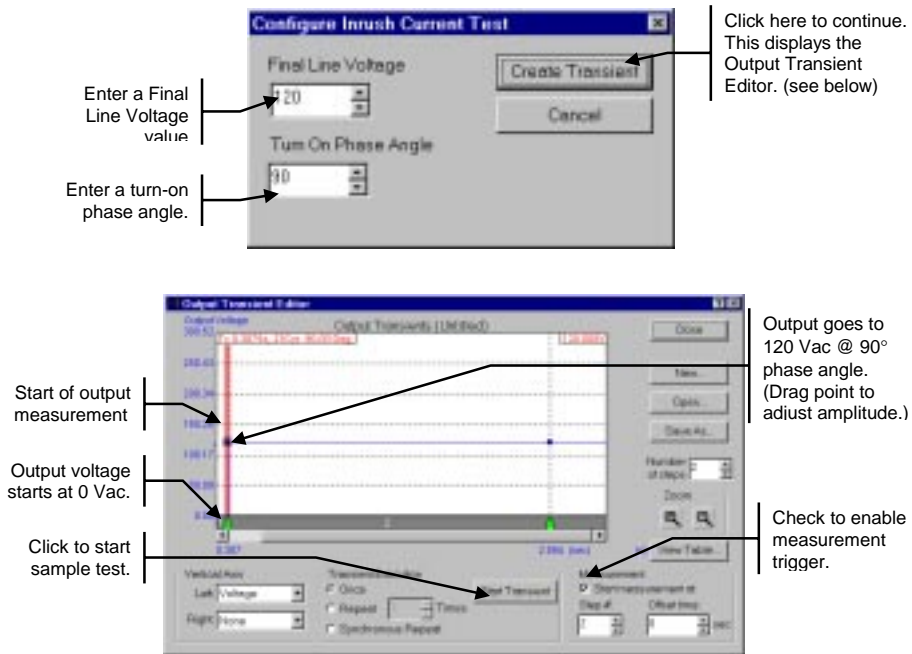 Configure Inrush Current Test
Final Line Voltage
120
Turn On Phase Angle
90
Create Transient
Cancel
Enter a Final
Line Voltage
value
Enter a turn-on
phase angle.
Click here to continue.
This displays the
Output Transient
Editor. (see below)
Output Transient Editor
Output Voltage
Output Transients (Untitled)
Close
New...
Open...
Save As...
Number
of steps:
Zoom
View Table...
Vertical Axis
Left: Voltage
Right: None
Once
Repeat
Times
Synchronous Repeat
Start Transient
Measurement
Start measurement at
Step #:
Offset time:
sec
Start of output
measurement
Output voltage
starts at 0 Vac.
Click to start
sample test.
Output goes to
120 Vac @ 90°
phase angle.
(Drag point to
adjust amplitude.)
Check to enable
measurement
trigger.